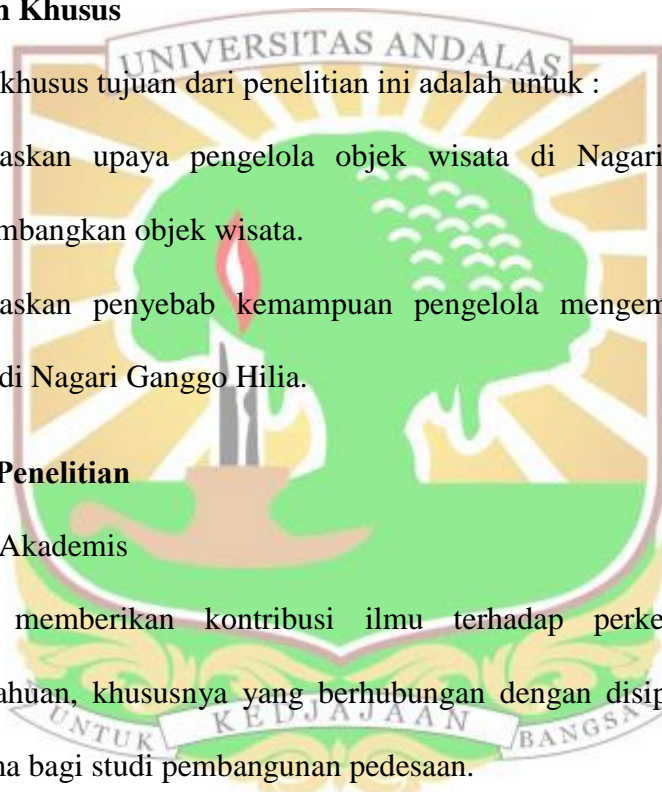 n Khusus
UNIVERSITAS ANDALAS
khusus tujuan dari penelitian ini adalah untuk :
askan upaya pengelola objek wisata di Nagari
mbangkan objek wisata.
askan penyebab kemampuan pengelola mengem
di Nagari Ganggo Hilia.
Penelitian
Akademis
memberikan kontribusi ilmu terhadap perke
ahuan, khususnya yang berhubungan dengan disip
UNTUK KEDJAJAAN BANGSA
na bagi studi pembangunan pedesaan.